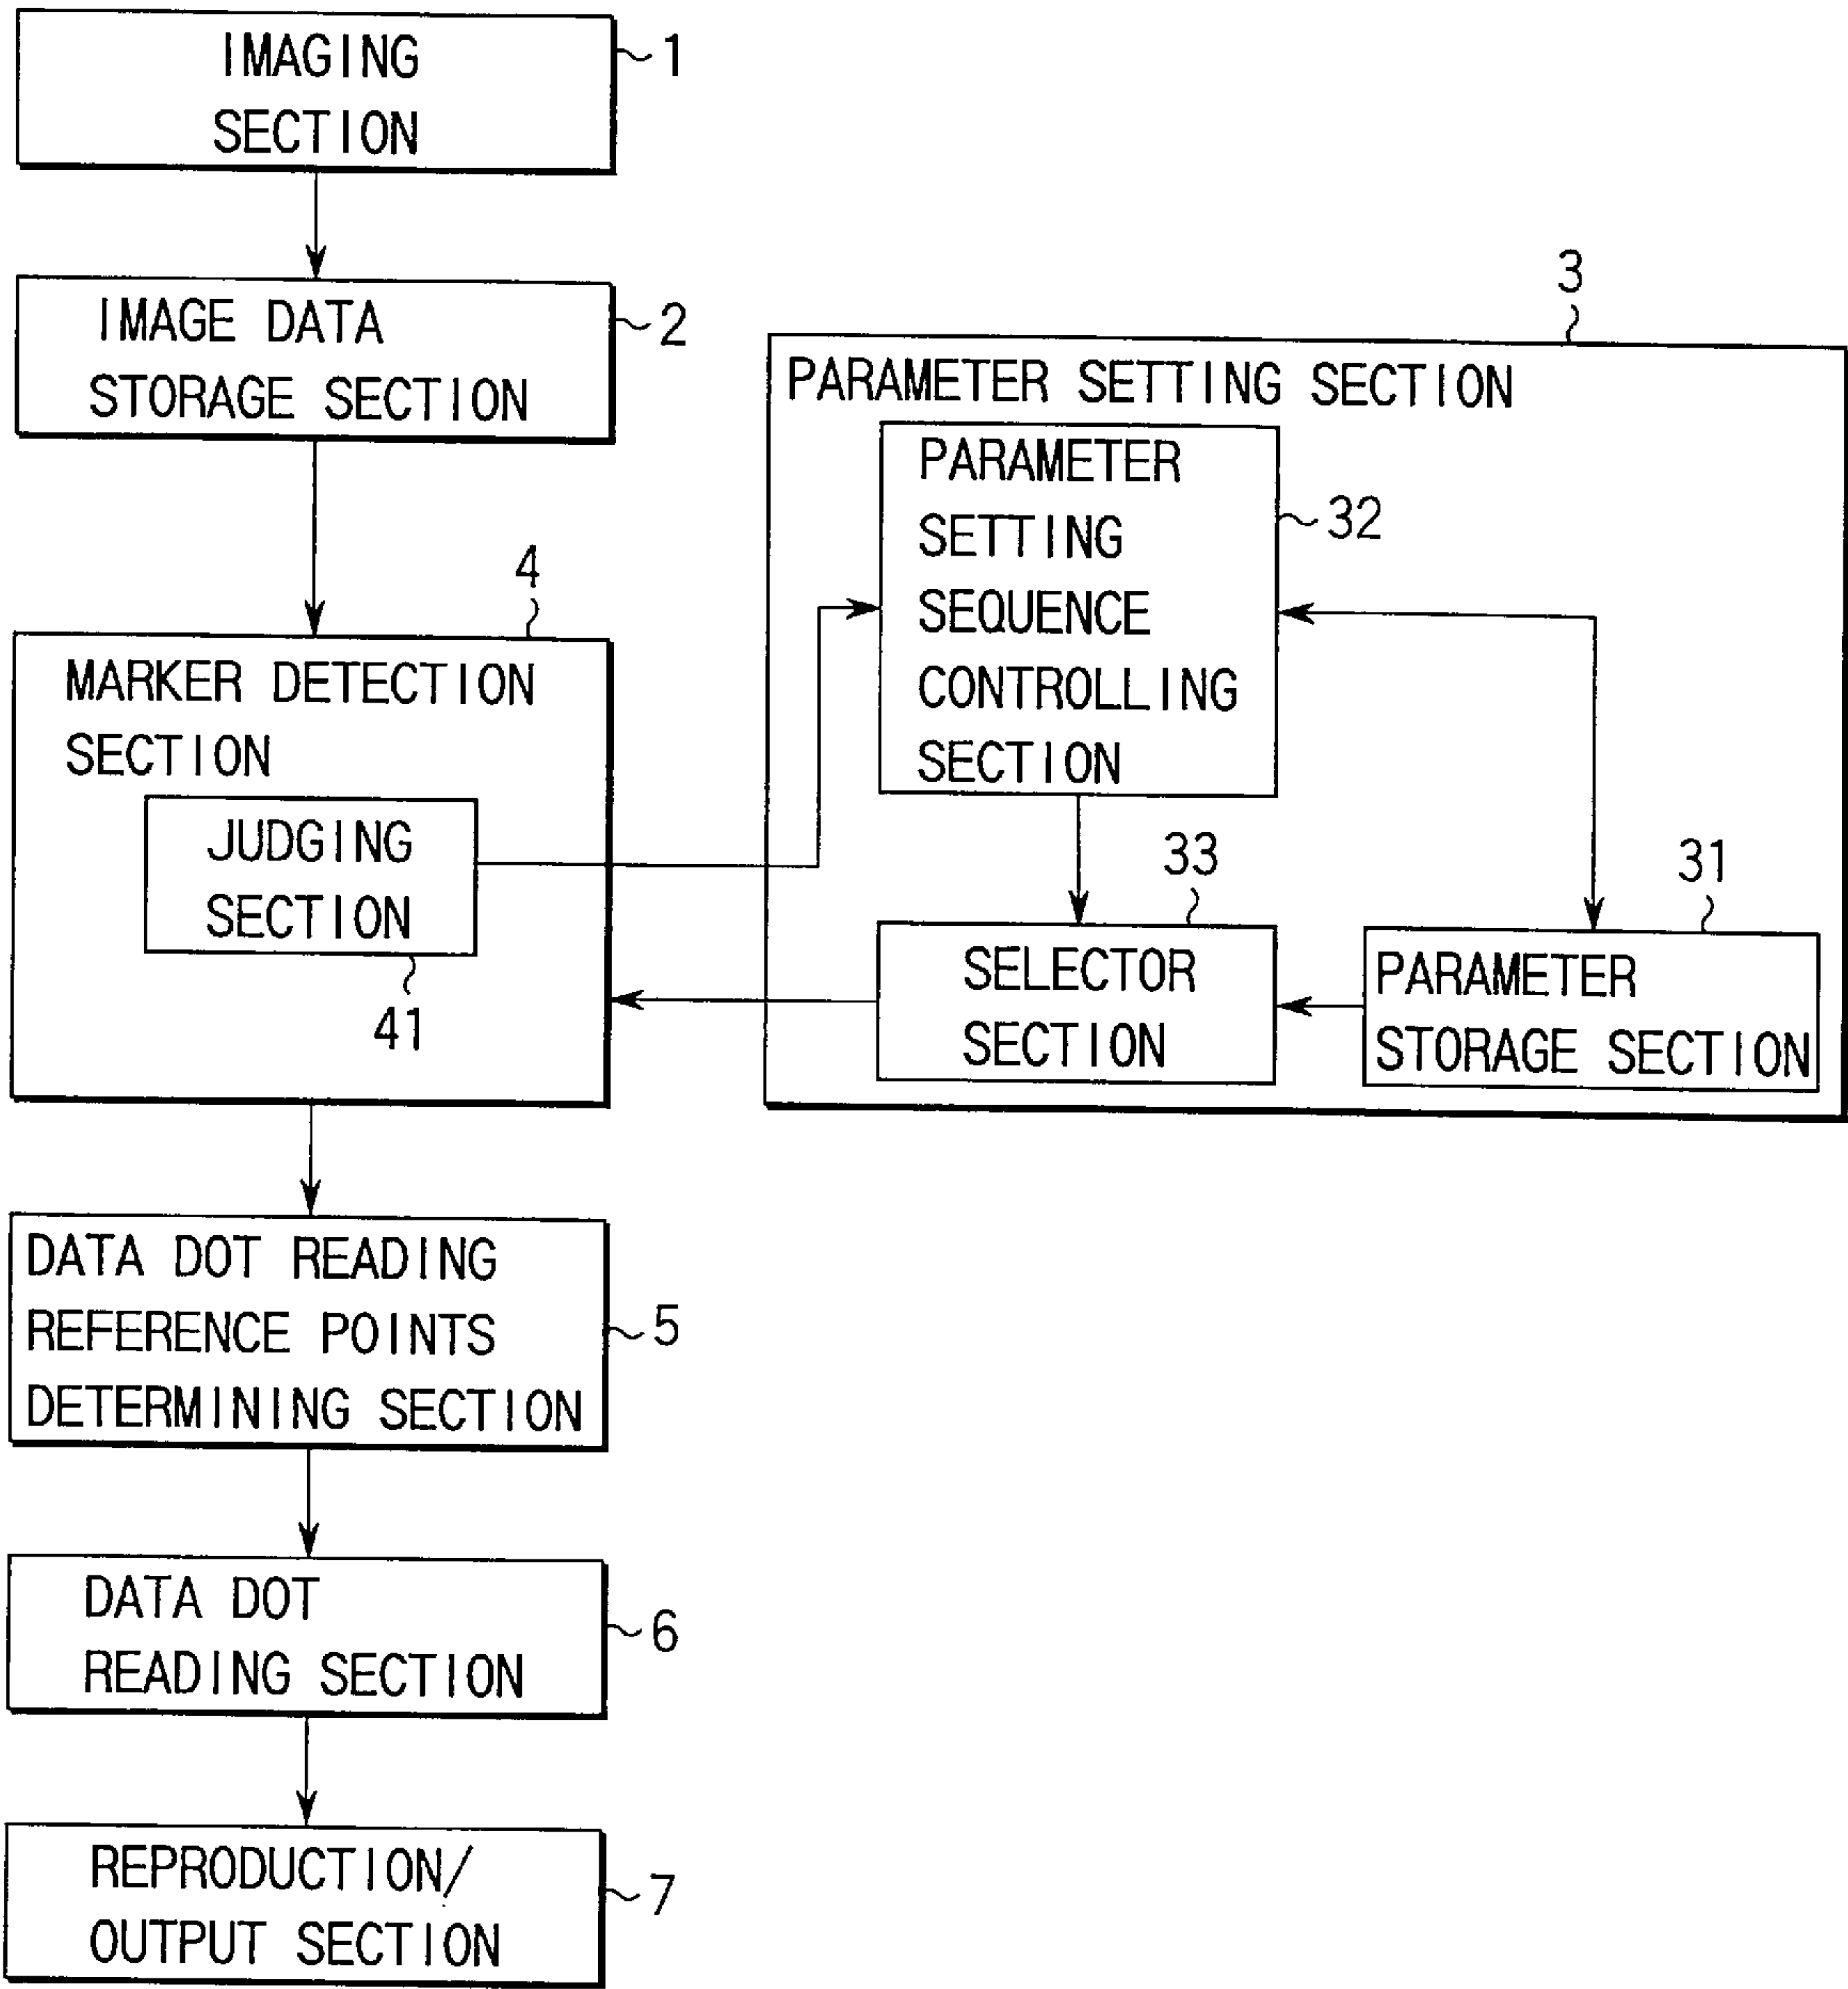 IMAGING
SECTION
1
IMAGE DATA
STORAGE SECTION
2
3
PARAMETER SETTING SECTION
PARAMETER
SETTING
SEQUENCE
CONTROLLING
SECTION
32
4
MARKER DETECTION
SECTION
JUDGING
SECTION
41
33
SELECTOR
SECTION
31
PARAMETER
STORAGE SECTION
DATA DOT READING
REFERENCE POINTS
DETERMINING SECTION
5
DATA DOT
READING SECTION
6
REPRODUCTION/
OUTPUT SECTION
7